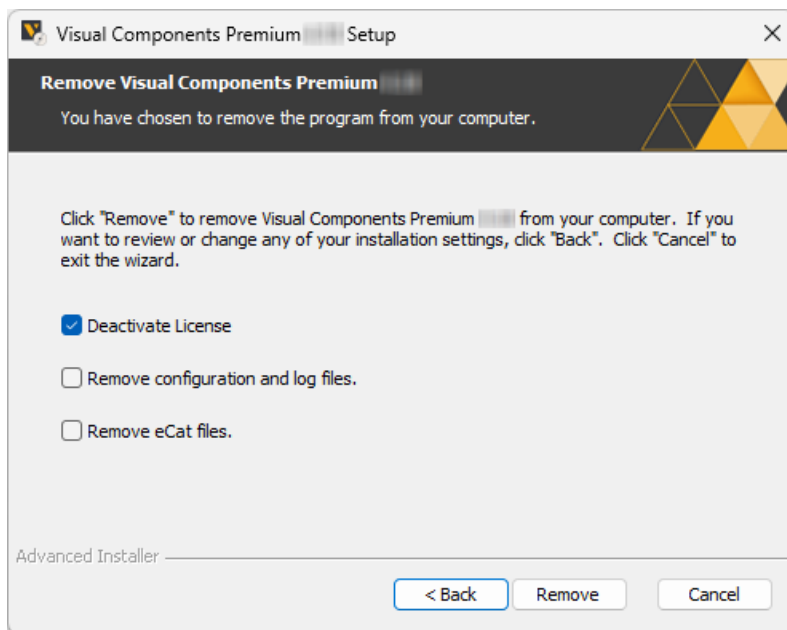 Visual Components Premium Setup
Remove Visual Components Premium
You have chosen to remove the program from your computer.
Click "Remove" to remove Visual Components Premium from your computer. If you
want to review or change any of your installation settings, click "Back". Click "Cancel" to
exit the wizard.
Deactivate License
Remove configuration and log files.
Remove eCat files.
Advanced Installer
< Back Remove Cancel